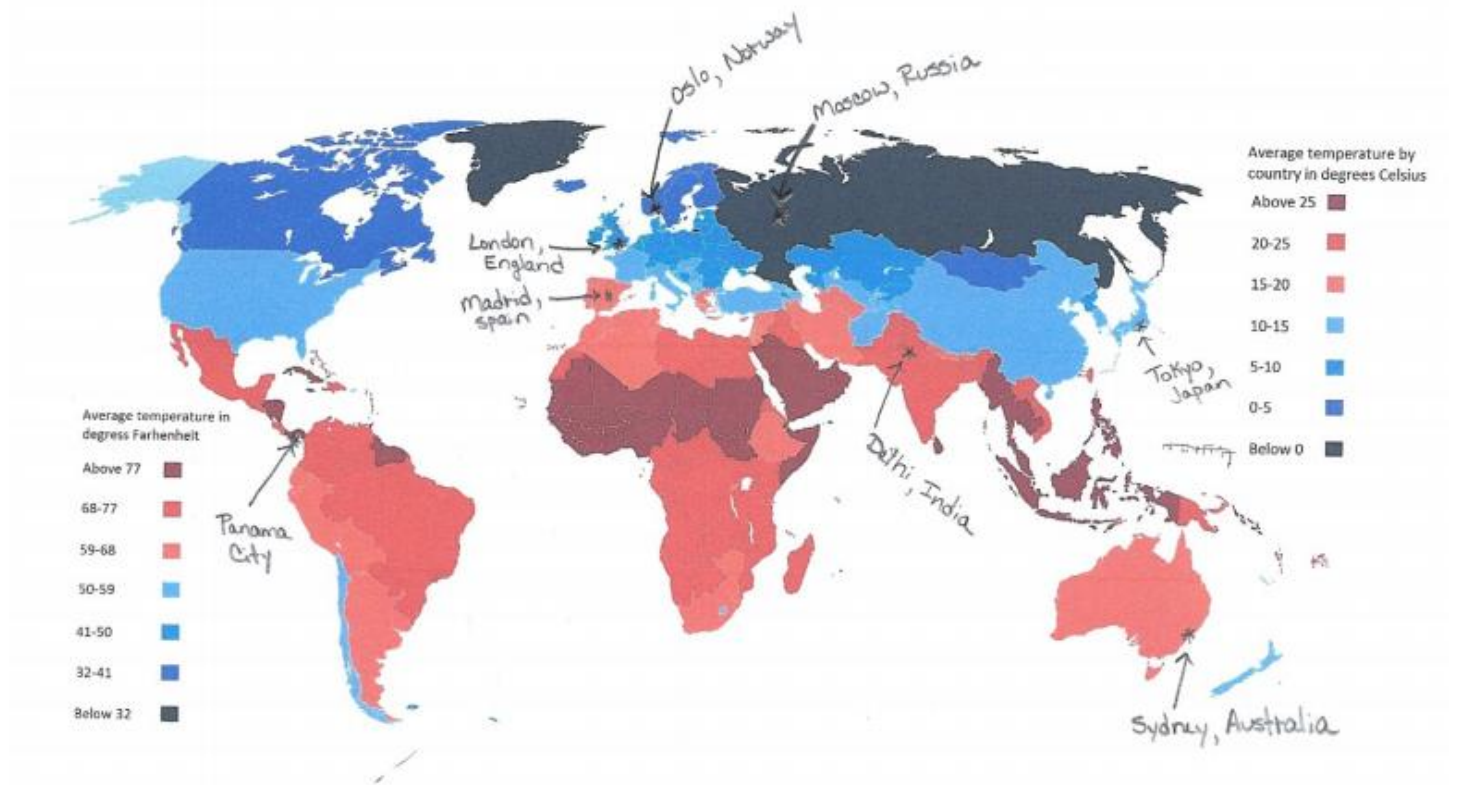 Oslo, Norway
Moscow, Russia
London,
England
Madrid,
Spain
Average temperature by
country in degrees Celsius
Above 25
20-25
15-20
10-15
5-10
0-5
Below 0
Tokyo,
Japan
Delhi, India
Average temperature in
degress Farhenheit
Above 77
68-77
59-68
50-59
41-50
32-41
Below 32
Panama
City
Sydney, Australia